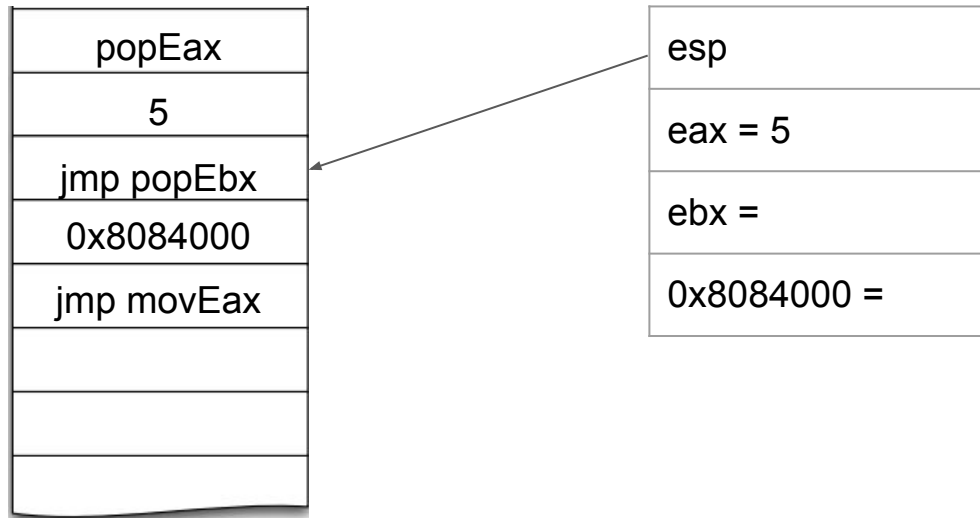 popEax
5
jmp popEbx
0x8084000
jmp movEax
esp
eax = 5
ebx =
0x8084000 =